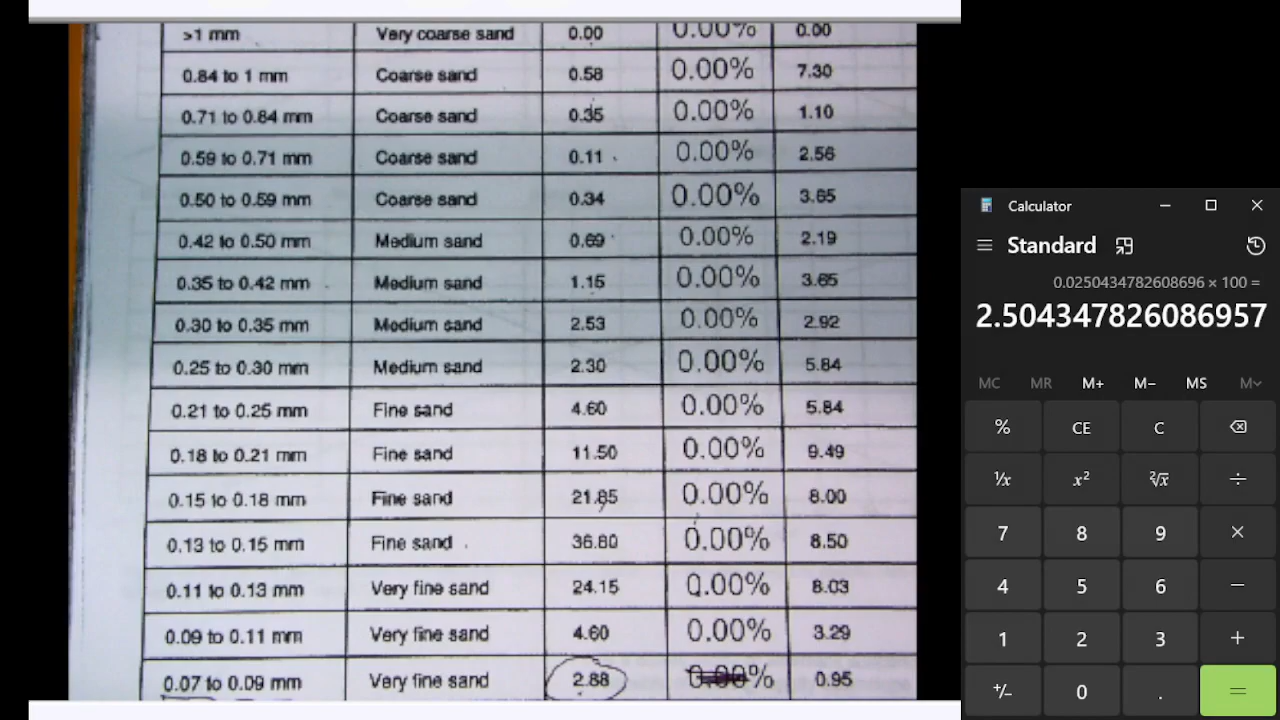 >1 mm Very coarse sand 0.00 0.00% 0.00
0.84 to 1 mm Coarse sand 0.58 0.00% 7.30
0.71 to 0.84 mm Coarse sand 0.35 0.00% 1.10
0.59 to 0.71 mm Coarse sand 0.11 0.00% 2.56
0.50 to 0.59 mm Coarse sand 0.34 0.00% 3.65
0.42 to 0.50 mm Medium sand 0.69 0.00% 2.19
0.35 to 0.42 mm Medium sand 1.15 0.00% 3.65
0.30 to 0.35 mm Medium sand 2.53 0.00% 2.92
0.25 to 0.30 mm Medium sand 2.30 0.00% 5.84
0.21 to 0.25 mm Fine sand 4.60 0.00% 5.84
0.18 to 0.21 mm Fine sand 11.50 0.00% 9.49
0.15 to 0.18 mm Fine sand 21.85 0.00% 8.00
0.13 to 0.15 mm Fine sand 36.80 0.00% 8.50
0.11 to 0.13 mm Very fine sand 24.15 0.00% 8.03
0.09 to 0.11 mm Very fine sand 4.60 0.00% 3.29
0.07 to 0.09 mm Very fine sand 2.88 0.00% 0.95
Calculator
Standard
0.0250434782608696 × 100 =
2.504347826086957
MC MR M+ M− MS M˅
% CE C ⌫
¹/x x² ²√x ÷
7 8 9 ×
4 5 6 −
1 2 3 +
+/− 0 . =